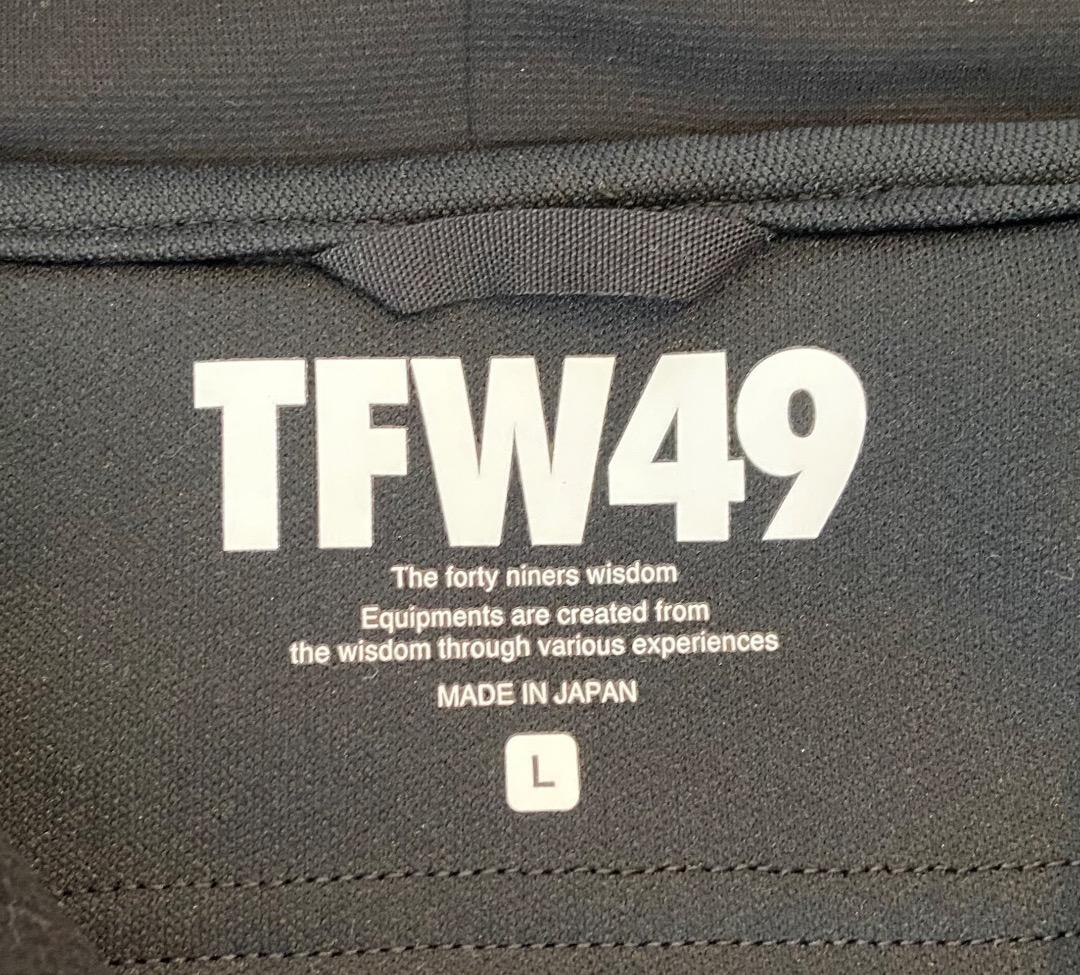 TFW49
The forty niners wisdom
Equipments are created from
the wisdom through various experiences
MADE IN JAPAN
L